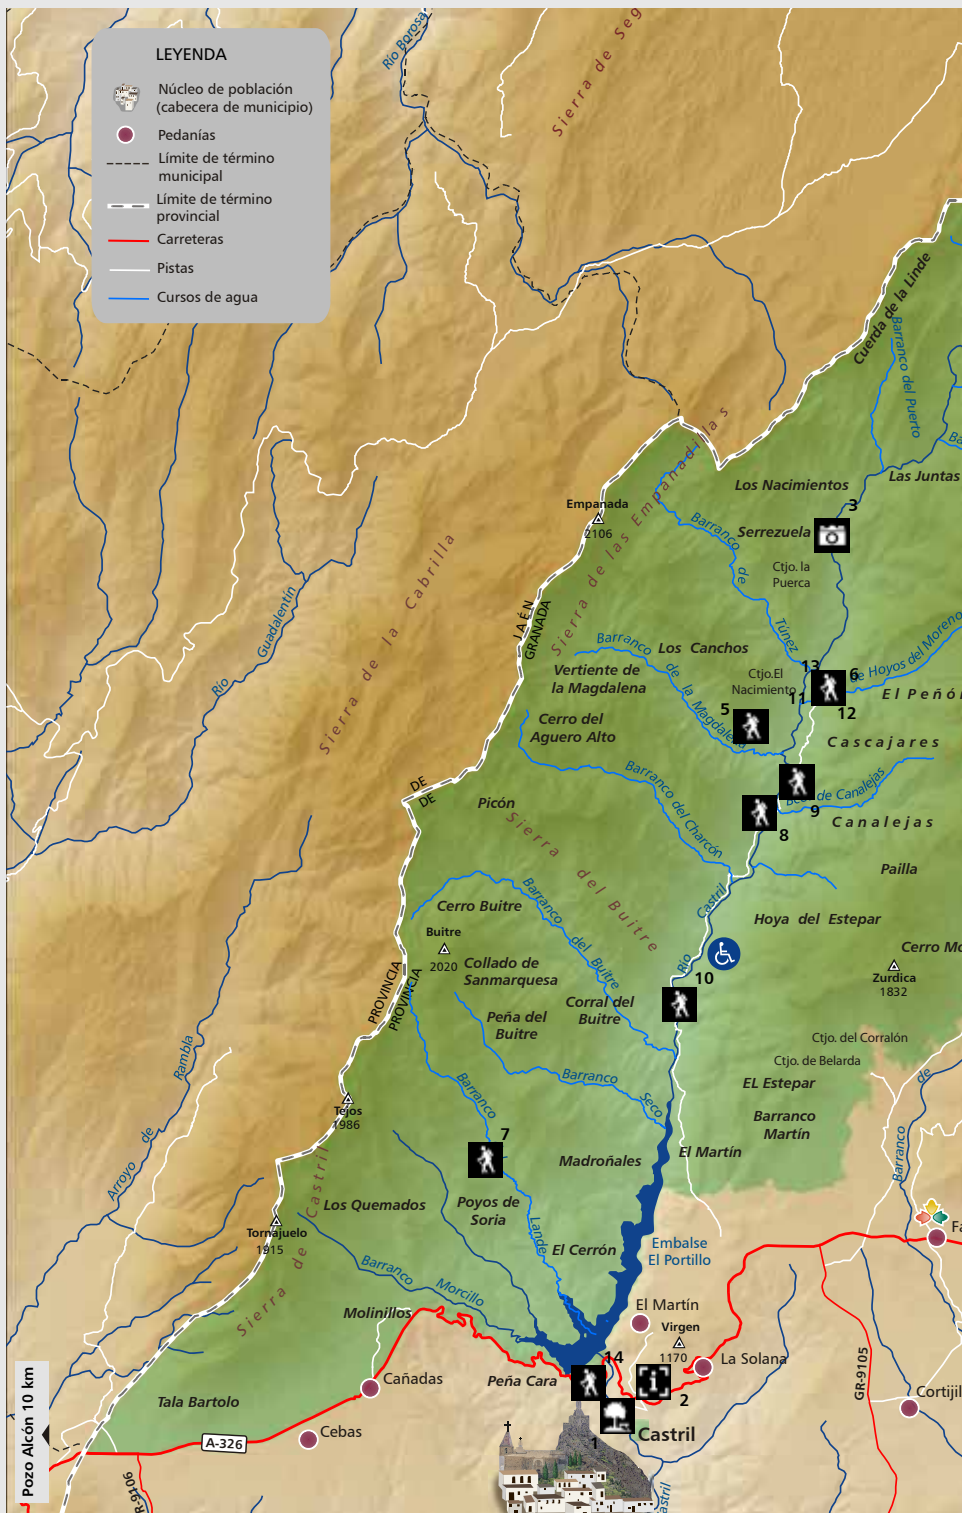 LEYENDA
Núcleo de población
(cabecera de municipio)
Pedanías
Límite de término
municipal
Límite de término
provincial
Carreteras
Pistas
Cursos de agua
Río Borosa
Sierra de Seg
Cuerda de la Linde
Barranco del Puerto
Las Juntas
Los Nacimientos
3
Serrezuela
Ctjo. la
Puerca
Empanada
2106
Sierra de las Empanadillas
Barranco de Túnez
JAÉN
GRANADA
Barranco de la Magdalena
Los Canchos
Vertiente de
la Magdalena
Ctjo.El
Nacimiento
13
6
11
12
5
de Hoyos del Moreno
El Peñó
Río Guadalentín
Sierra de la Cabrilla
Cerro del
Aguero Alto
Cascajares
DE
DE
Barranco del Charcón
Bco. de Canalejas
9
8
Canalejas
Picón
Sierra del Buitre
Pailla
Río Castril
Hoya del Estepar
Barranco del Buitre
Cerro Buitre
Buitre
2020
Collado de
Sanmarquesa
Cerro Mo
Zurdica
1832
10
PROVINCIA
PROVINCIA
Corral del
Buitre
Peña del
Buitre
Ctjo. del Corralón
Ctjo. de Belarda
EL Estepar
Barranco
Martín
Arroyo de Rambla
Tejos
1986
Barranco Seco
Barranco
Lande
7
Madroñales
El Martín
Barranco de
Los Quemados
Poyos de
Soria
Tornajuelo
1915
Sierra de Castril
El Cerrón
Embalse
El Portillo
Fa
Barranco Morcillo
Molinillos
El Martín
Virgen
1170
La Solana
14
Peña Cara
2
1
Castril
Cañadas
Cebas
Tala Bartolo
A-326
GR-9105
Cortijil
Pozo Alcón 10 km
R-9106
astril